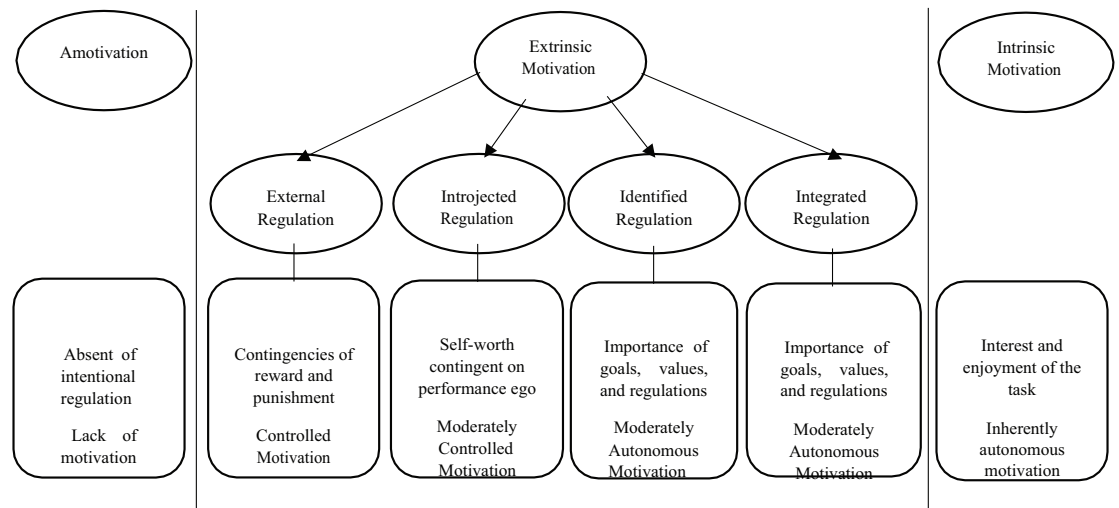 Amotivation
Extrinsic
Motivation
Intrinsic
Motivation
External
Regulation
Introjected
Regulation
Identified
Regulation
Integrated
Regulation
Absent of
intentional
regulation
Lack of
motivation
Contingencies of
reward and
punishment
Controlled
Motivation
Self-worth
contingent on
performance ego
Moderately
Controlled
Motivation
Importance of
goals, values,
and regulations
Moderately
Autonomous
Motivation
Importance of
goals, values,
and regulations
Moderately
Autonomous
Motivation
Interest and
enjoyment of the
task
Inherently
autonomous
motivation